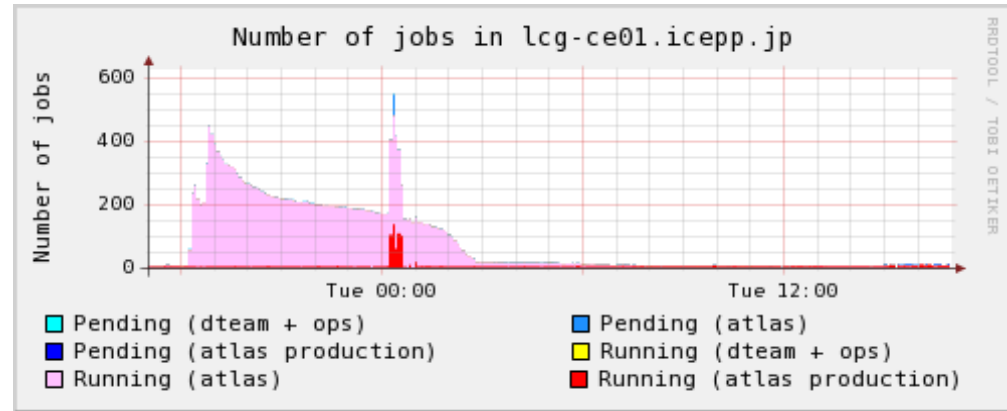 Number of jobs in lcg-ce01.icepp.jp
RRDTOOL / TOBI OETIKER
Number of jobs
600
400
200
0
Tue 00:00
Tue 12:00
Pending (dteam + ops)
Pending (atlas)
Pending (atlas production)
Running (dteam + ops)
Running (atlas)
Running (atlas production)